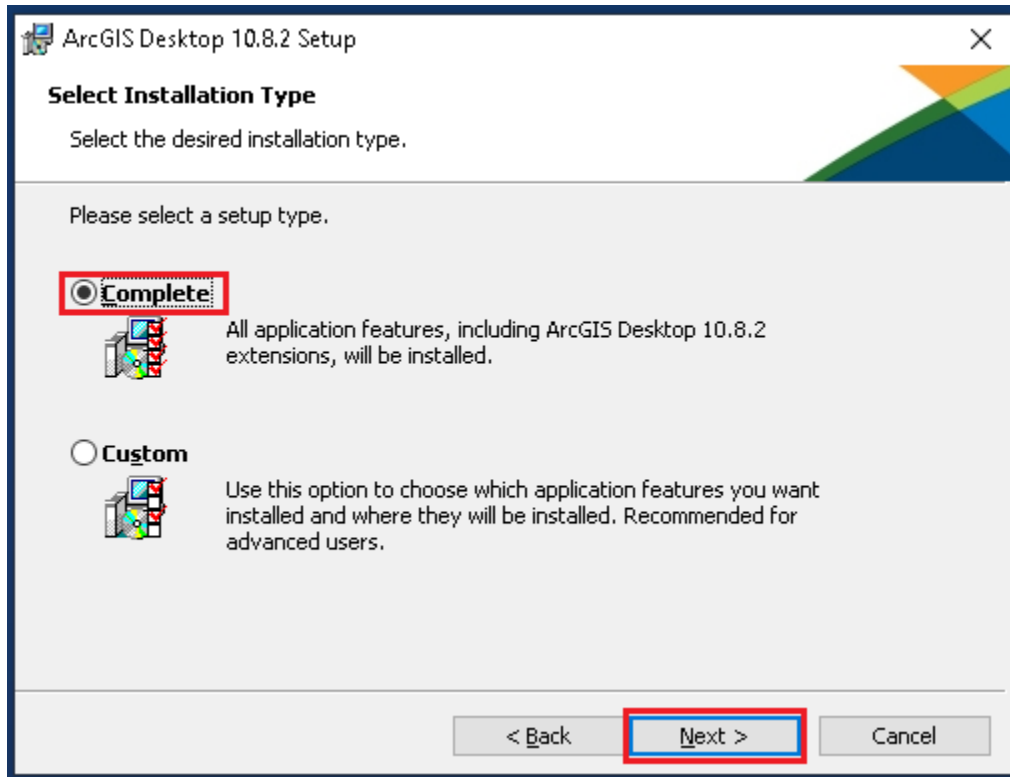 ArcGIS Desktop 10.8.2 Setup
Select Installation Type
Select the desired installation type.
Please select a setup type.
Complete
All application features, including ArcGIS Desktop 10.8.2
extensions, will be installed.
Custom
Use this option to choose which application features you want
installed and where they will be installed. Recommended for
advanced users.
< Back Next > Cancel